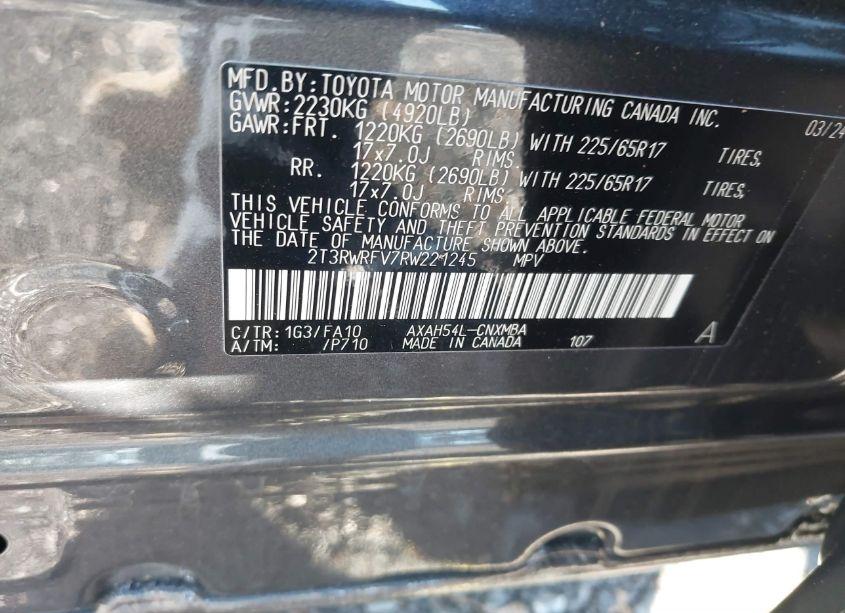 MFD.BY:TOYOTA MOTOR MANUFACTURING CANADA INC. 03/24
GVWR:2230KG (4920LB)
GAWR:FRT. 1220KG (2690LB) WITH 225/65R17 TIRES,
17x7.0J RIMS,
RR. 1220KG (2690LB) WITH 225/65R17 TIRES,
17x7.0J RIMS.
THIS VEHICLE CONFORMS TO ALL APPLICABLE FEDERAL MOTOR
VEHICLE SAFETY AND THEFT PREVENTION STANDARDS IN EFFECT ON
THE DATE OF MANUFACTURE SHOWN ABOVE.
2T3RWRFV7RW221245 MPV
C/TR: 1G3/FA10 AXAH54L-CNXMBA
A/TM: /P710 MADE IN CANADA 107 A